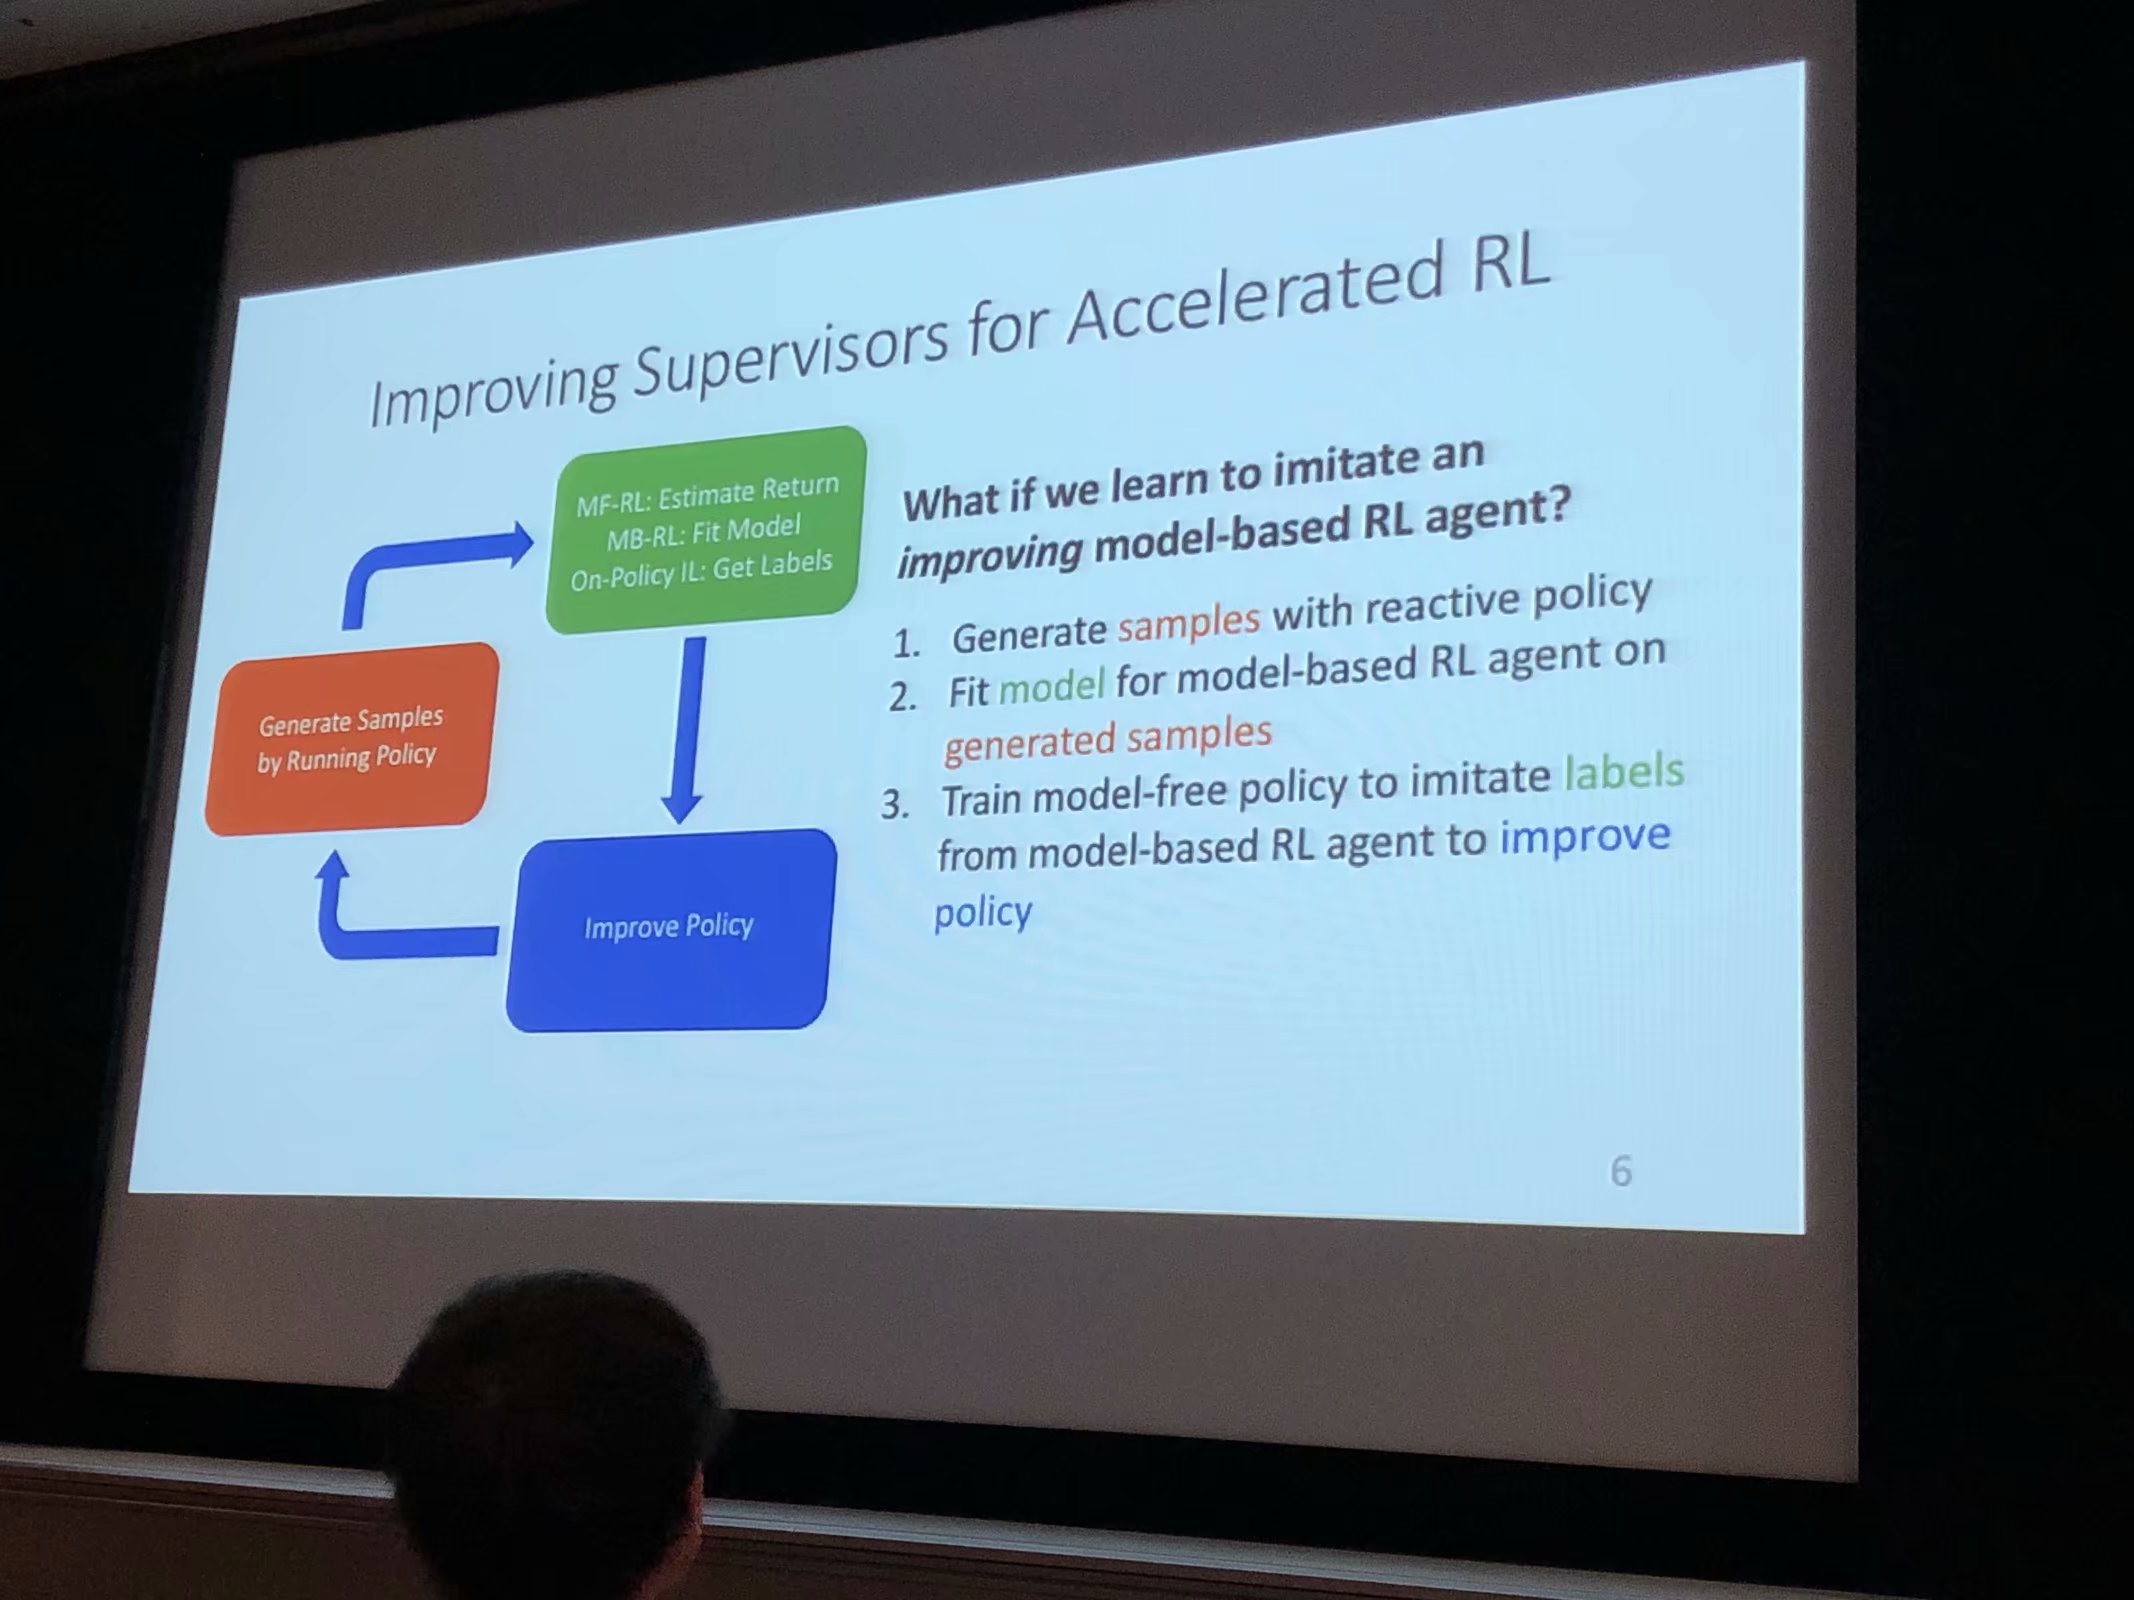 Improving Supervisors for Accelerated RL
MF-RL: Estimate Return
MB-RL: Fit Model
On-Policy IL: Get Labels
Generate Samples
by Running Policy
Improve Policy
What if we learn to imitate an
improving model-based RL agent?
1. Generate samples with reactive policy
2. Fit model for model-based RL agent on
generated samples
3. Train model-free policy to imitate labels
from model-based RL agent to improve
policy
6